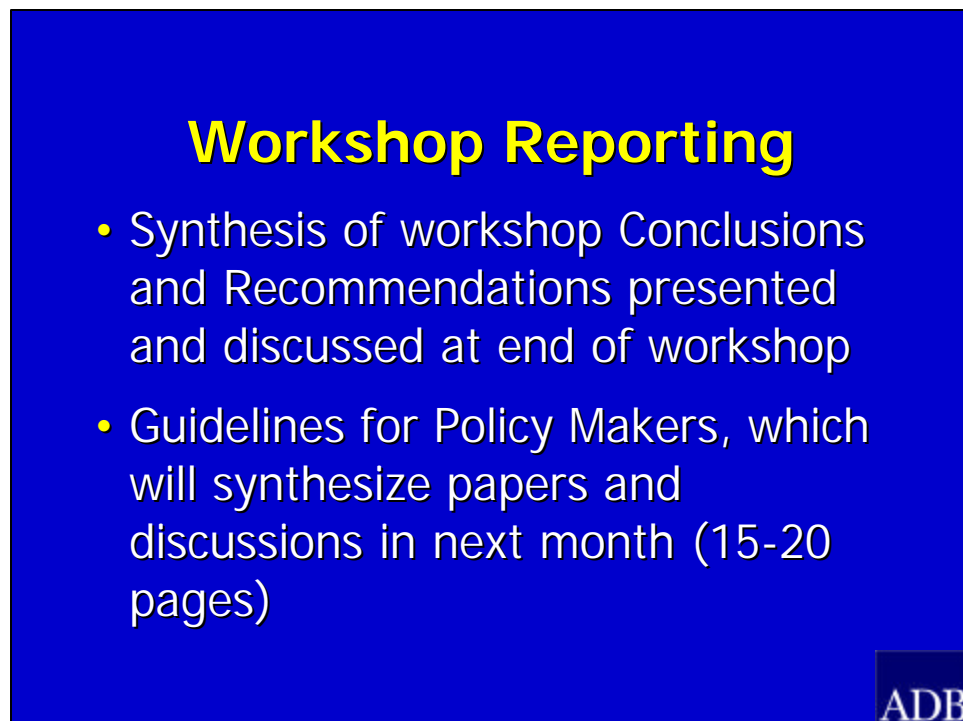 Workshop Reporting
• Synthesis of workshop Conclusions
and Recommendations presented
and discussed at end of workshop
• Guidelines for Policy Makers, which
will synthesize papers and
discussions in next month (15-20
pages)
ADB